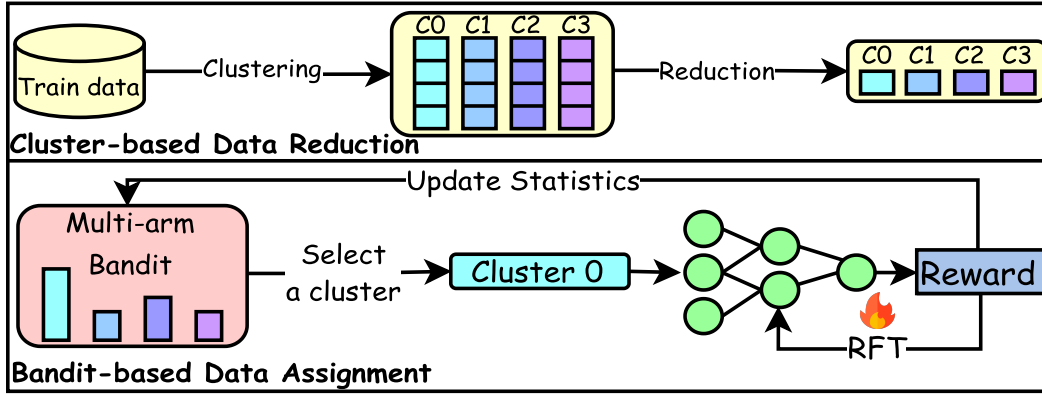 C0 C1 C2 C3
Train data
Clustering
Reduction
C0 C1 C2 C3
Cluster-based Data Reduction
Update Statistics
Multi-arm
Bandit
Select
a cluster
Cluster 0
Reward
RFT
Bandit-based Data Assignment